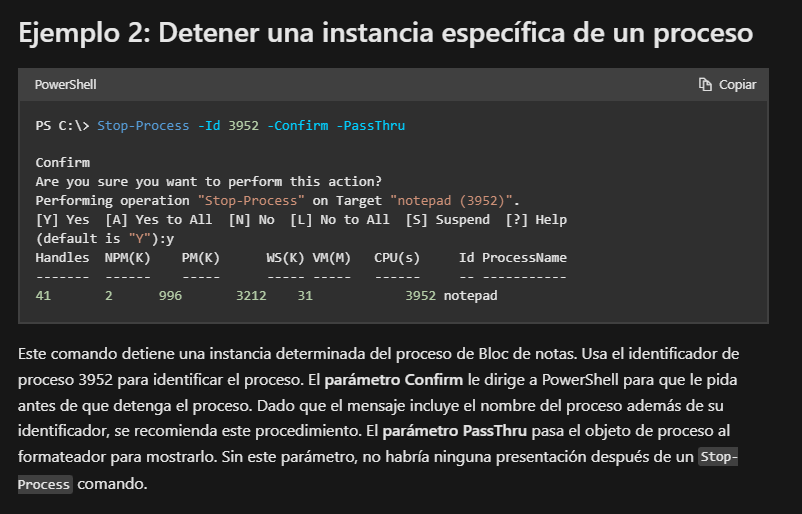 Ejemplo 2: Detener una instancia específica de un proceso
PowerShell
Copiar
PS C:\> Stop-Process -Id 3952 -Confirm -PassThru
Confirm
Are you sure you want to perform this action?
Performing operation "Stop-Process" on Target "notepad (3952)".
[Y] Yes  [A] Yes to All  [N] No  [L] No to All  [S] Suspend  [?] Help
(default is "Y"):y
Handles  NPM(K)    PM(K)      WS(K) VM(M)   CPU(s)     Id ProcessName
-------  ------    -----      ----- -----   ------     -- -----------
41       2      996       3212    31            3952 notepad
Este comando detiene una instancia determinada del proceso de Bloc de notas. Usa el identificador de
proceso 3952 para identificar el proceso. El parámetro Confirm le dirige a PowerShell para que le pida
antes de que detenga el proceso. Dado que el mensaje incluye el nombre del proceso además de su
identificador, se recomienda este procedimiento. El parámetro PassThru pasa el objeto de proceso al
formateador para mostrarlo. Sin este parámetro, no habría ninguna presentación después de un Stop-
Process comando.